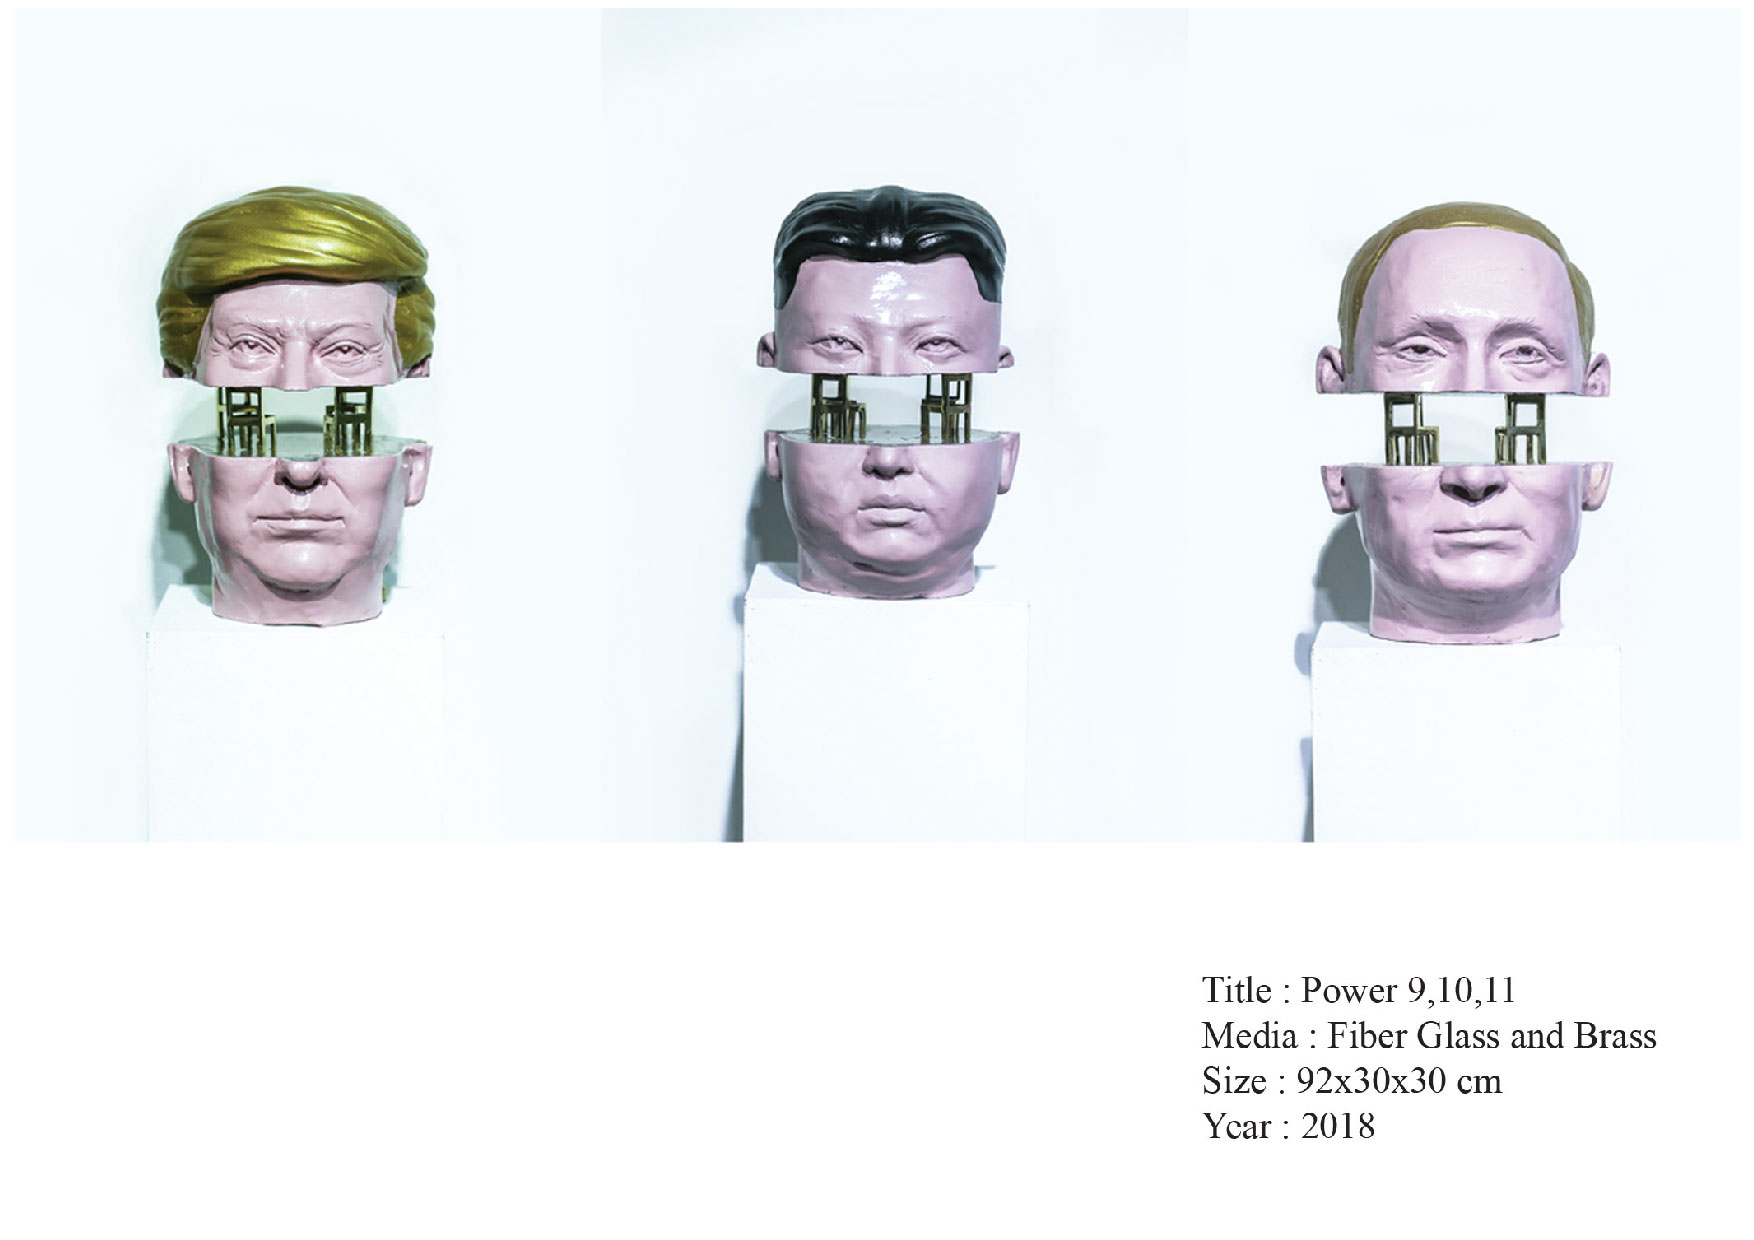 Title : Power 9,10,11
Media : Fiber Glass and Brass
Size : 92x30x30 cm
Year : 2018